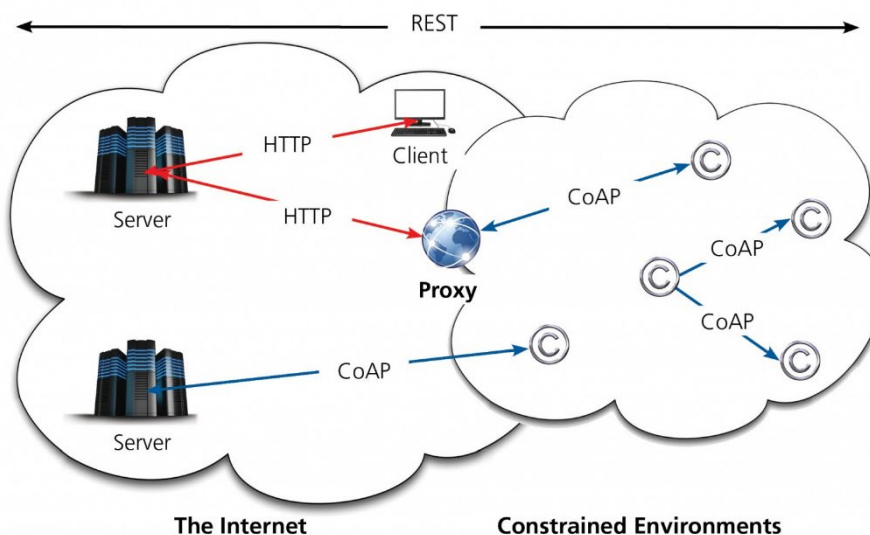 REST
HTTP
Client
Server
HTTP
CoAP
©
©
CoAP
©
Proxy
CoAP
©
©
CoAP
Server
The Internet
Constrained Environments